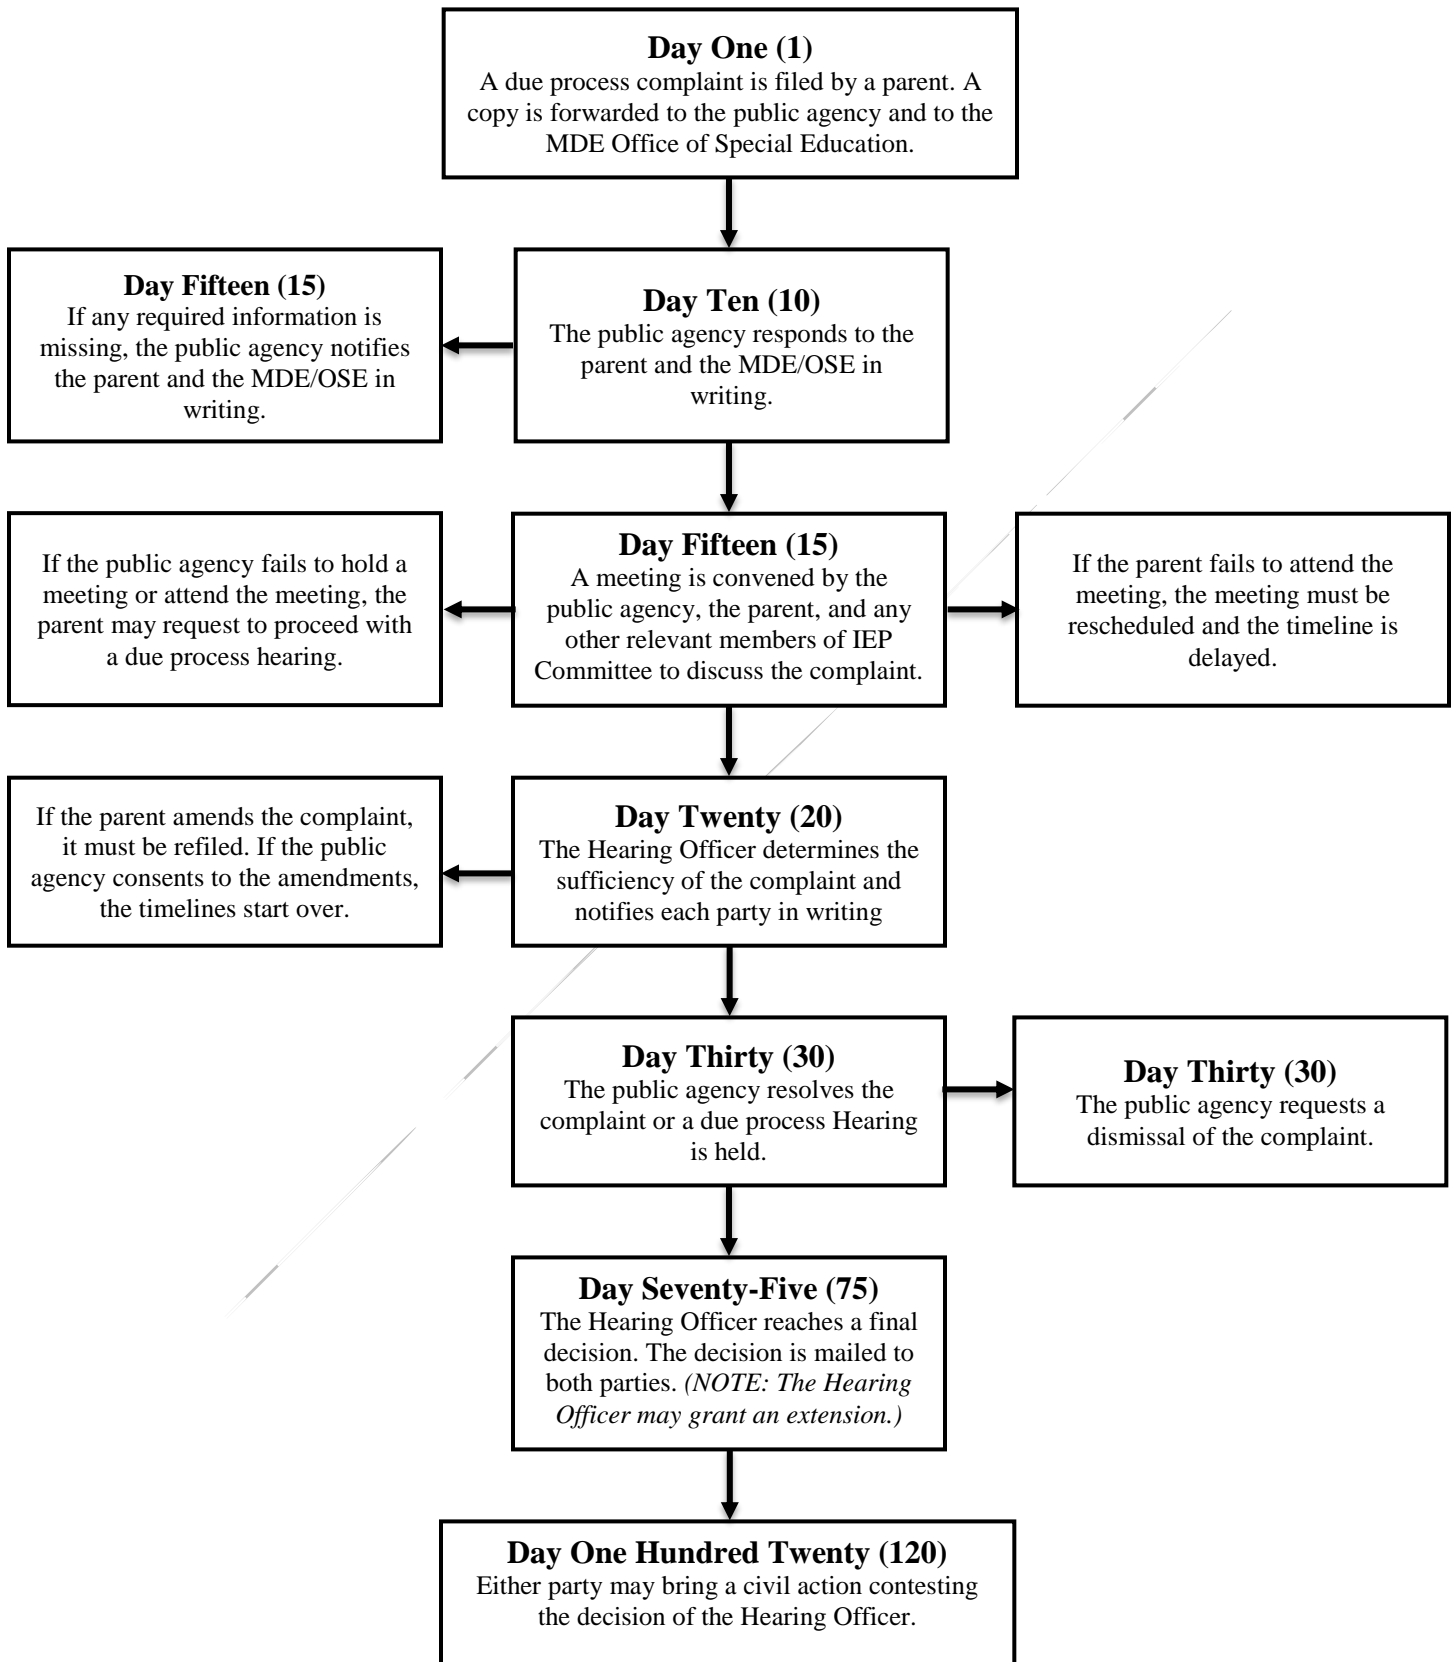 Day One (1)
A due process complaint is filed by a parent. A
copy is forwarded to the public agency and to the
MDE Office of Special Education.
Day Fifteen (15)
If any required information is
missing, the public agency notifies
the parent and the MDE/OSE in
writing.
Day Ten (10)
The public agency responds to the
parent and the MDE/OSE in
writing.
If the public agency fails to hold a
meeting or attend the meeting, the
parent may request to proceed with
a due process hearing.
Day Fifteen (15)
A meeting is convened by the
public agency, the parent, and any
other relevant members of IEP
Committee to discuss the complaint.
If the parent fails to attend the
meeting, the meeting must be
rescheduled and the timeline is
delayed.
If the parent amends the complaint,
it must be refiled. If the public
agency consents to the amendments,
the timelines start over.
Day Twenty (20)
The Hearing Officer determines the
sufficiency of the complaint and
notifies each party in writing
Day Thirty (30)
The public agency resolves the
complaint or a due process Hearing
is held.
Day Thirty (30)
The public agency requests a
dismissal of the complaint.
Day Seventy-Five (75)
The Hearing Officer reaches a final
decision. The decision is mailed to
both parties. (NOTE: The Hearing
Officer may grant an extension.)
Day One Hundred Twenty (120)
Either party may bring a civil action contesting
the decision of the Hearing Officer.